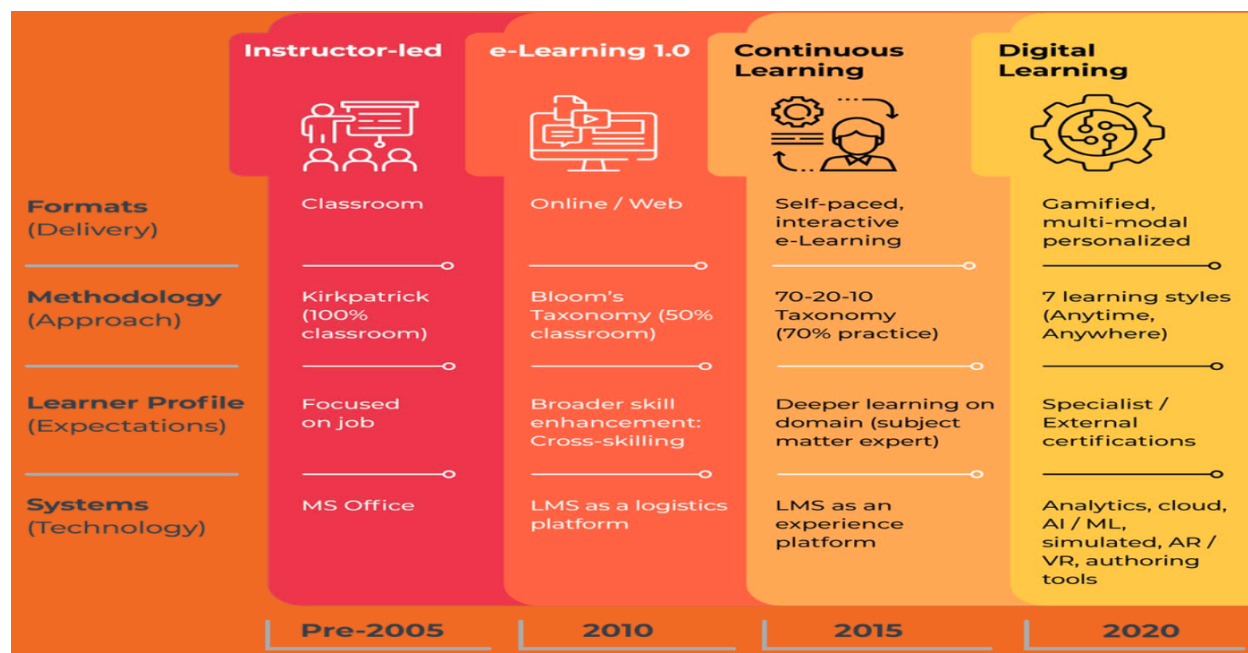 Instructor-led
e-Learning 1.0
Continuous
Learning
Digital
Learning
Formats
(Delivery)
Classroom
Online / Web
Self-paced,
interactive
e-Learning
Gamified,
multi-modal
personalized
Methodology
(Approach)
Kirkpatrick
(100%
classroom)
Bloom’s
Taxonomy (50%
classroom)
70-20-10
Taxonomy
(70% practice)
7 learning styles
(Anytime,
Anywhere)
Learner Profile
(Expectations)
Focused
on job
Broader skill
enhancement:
Cross-skilling
Deeper learning on
domain (subject
matter expert)
Specialist /
External
certifications
Systems
(Technology)
MS Office
LMS as a logistics
platform
LMS as an
experience
platform
Analytics, cloud,
AI / ML,
simulated, AR /
VR, authoring
tools
Pre-2005
2010
2015
2020